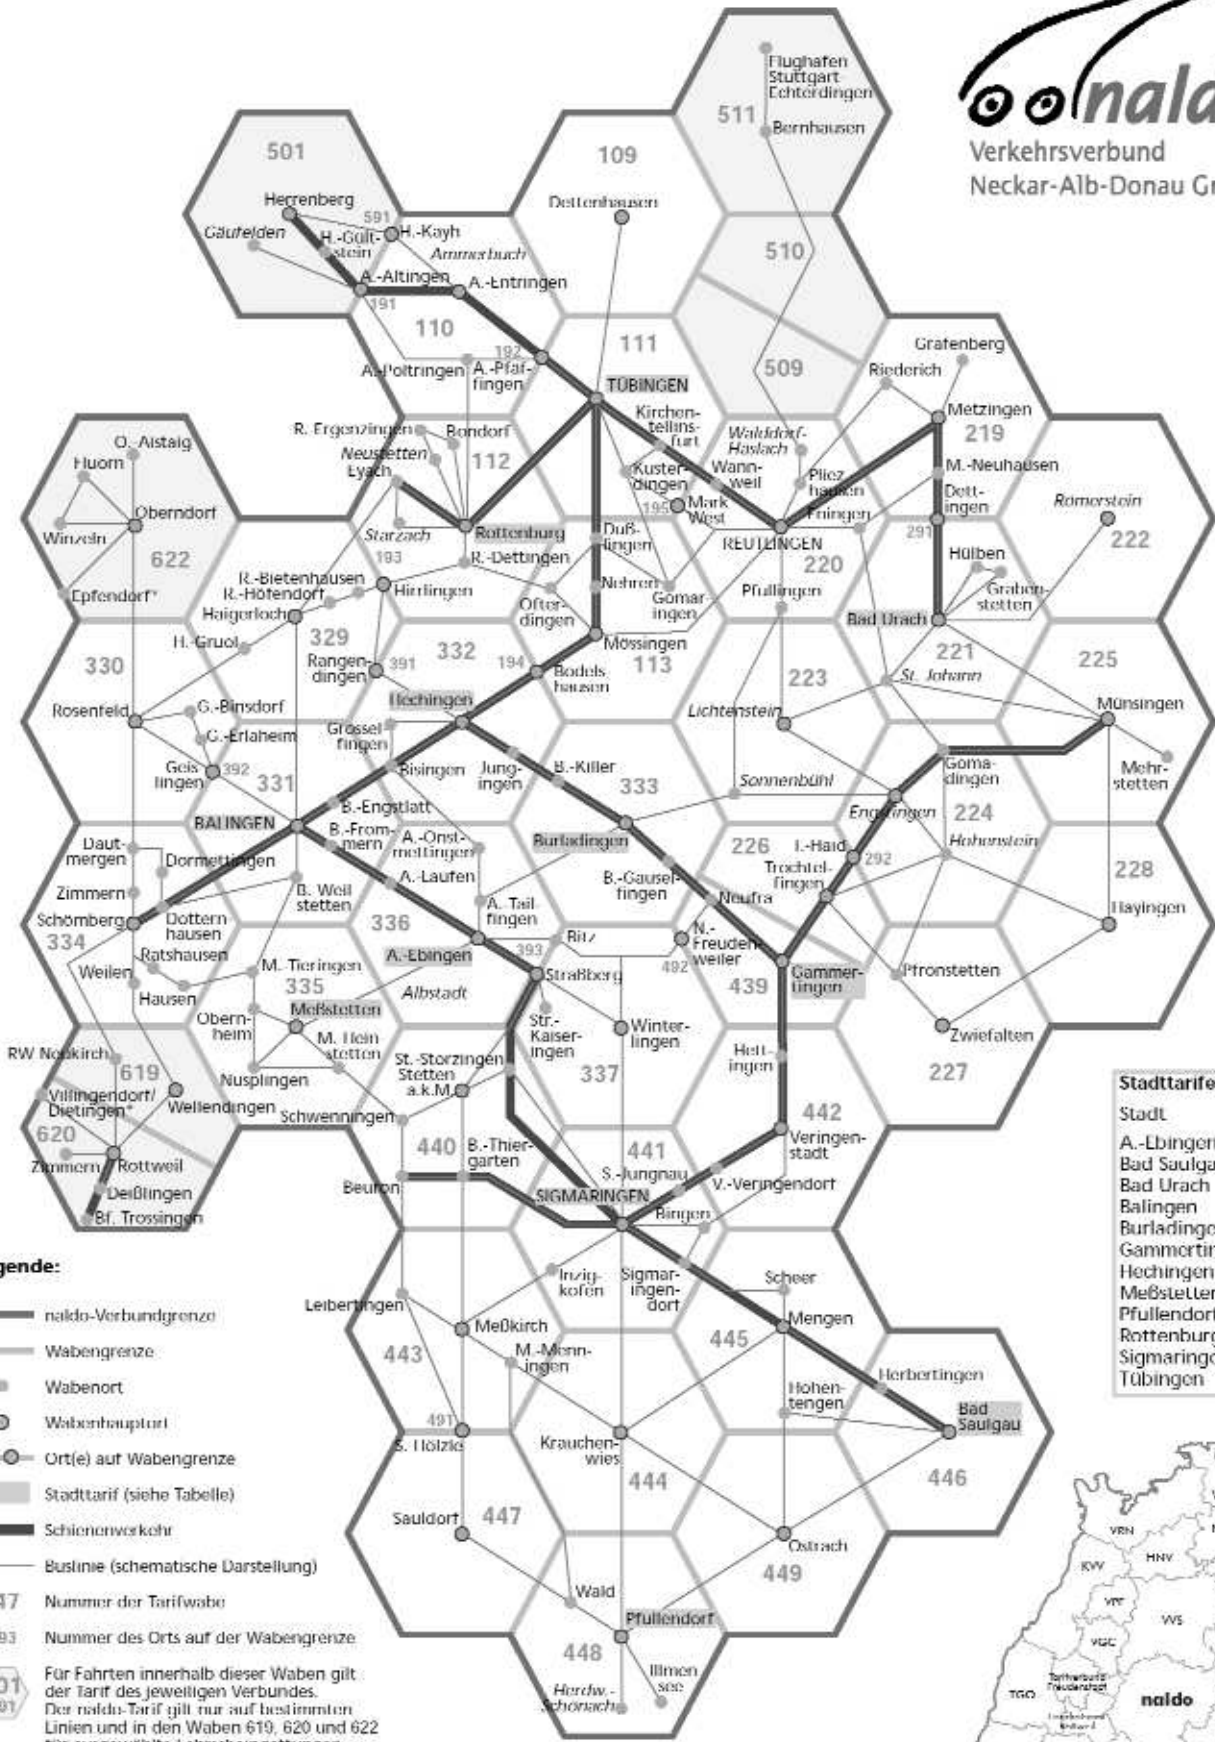 naldo
Verkehrsverbund
Neckar-Alb-Donau
511
Flughafen
Stuttgart-
Echterdingen
Bernhausen
501
109
Herrenberg
Dettenhausen
591
H.-Kayh
Gäufelden
H.-Gült-
stein
Ammerbuch
510
A.-Altingen
A.-Entringen
191
110
111
192
A.-Poltringen
A.-Pfäf-
fingen
509
Grafenberg
Riederich
TÜBINGEN
Kirchen-
tellins-
furt
Metzingen
219
Walddorf-
Häslach
R. Ergenzingen
Bondorf
Neustetten
Eyach
112
O.-Aistaig
Fluorn
Oberndorf
Winzeln
622
Epfendorf*
Kuster-
dingen
Wann-
weil
195
Mark
West
Pliez
hausen
Eningen
M.-Neuhausen
Dett-
ingen
291
Römerstein
222
Starzach
Rottenburg
193
R.-Dettingen
Duß-
lingen
REUTLINGEN
220
Hülben
Graben-
stetten
R.-Bietenhausen
R.-Höfendorf
Hirrlingen
Haigerloch
Nehren
Ofter-
dingen
Gomar-
ingen
Pfullingen
Bad Urach
H.-Gruol
329
Rangen-
dingen
391
332
194
Mössingen
Bodels
hausen
113
221
St. Johann
225
330
223
Rosenfeld
G.-Binsdorf
G.-Erlaheim
Hechingen
Grossel
fingen
Lichtenstein
Münsingen
Geis
lingen
392
331
Bisingen
Jung-
ingen
B.-Killer
333
Sonnenbühl
Goma-
dingen
Mehr-
stetten
Engstingen
224
B.-Engstlatt
BALINGEN
B.-From-
mern
A.-Onst-
mettingen
Burladingen
226
I.-Haid
292
Hohenstein
Trochtel-
fingen
228
Daut-
mergen
Dormettingen
Zimmern
Schömberg
334
Dottern
hausen
B. Weil
stetten
A.-Laufen
336
A.-Tail-
fingen
B.-Gausel-
fingen
Neufra
Hayingen
Ratshausen
Weilen
Hausen
M.-Tieringen
335
A.-Ebingen
393
Bitz
N.-
Freuden-
weiler
492
Straßberg
Albstadt
439
Gammer-
tingen
Pfronstetten
Meßstetten
Obern-
heim
M. Hein
stetten
Nusplingen
Str.-
Kaiser-
ingen
Winter-
lingen
Zwiefalten
227
RW Neukirch
619
Villingendorf/
Dietingen*
Wellendingen
620
Zimmern
Rottweil
Deißlingen
Bf. Trossingen
St.-Storzingen
Stetten
a.k.M.
337
Hett-
ingen
Schwenningen
440
B.-Thier-
garten
441
442
Veringen-
stadt
Beuron
S.-Jungnau
V.-Veringendorf
SIGMARINGEN
Bingen
Inzig-
kofen
Sigmar-
ingen-
dorf
Scheer
Leibertingen
Meßkirch
Mengen
443
445
M.-Menn-
ingen
Herbertingen
Hohen-
tengen
Bad
Saulgau
491
S. Hölzle
Krauchen-
wies
444
446
Sauldorf
447
Ostrach
449
Wald
Pfullendorf
448
Illmen
see
Herdw.-
Schönach
naldo-Verbundgrenze
Wabengrenze
Wabenort
Wabenhauptort
Ort(e) auf Wabengrenze
Stadttarif (siehe Tabelle)
Schienenverkehr
Buslinie (schematische Darstellung)
Nummer der Tarifwabe
Nummer des Orts auf der Wabengrenze
Für Fahrten innerhalb dieser Waben gilt
der Tarif des jeweiligen Verbundes.
Der naldo-Tarif gilt nur auf bestimmten
Linien und in den Waben 619, 620 und 622
Stadttarife
Stadt
A.-Ebingen
Bad Saulgau
Bad Urach
Balingen
Burladingen
Gammertingen
Hechingen
Meßstetten
Pfullendorf
Rottenburg
Sigmaringen
Tübingen
VRN
KVV
HNV
VPE
VVS
VGC
TGO
naldo